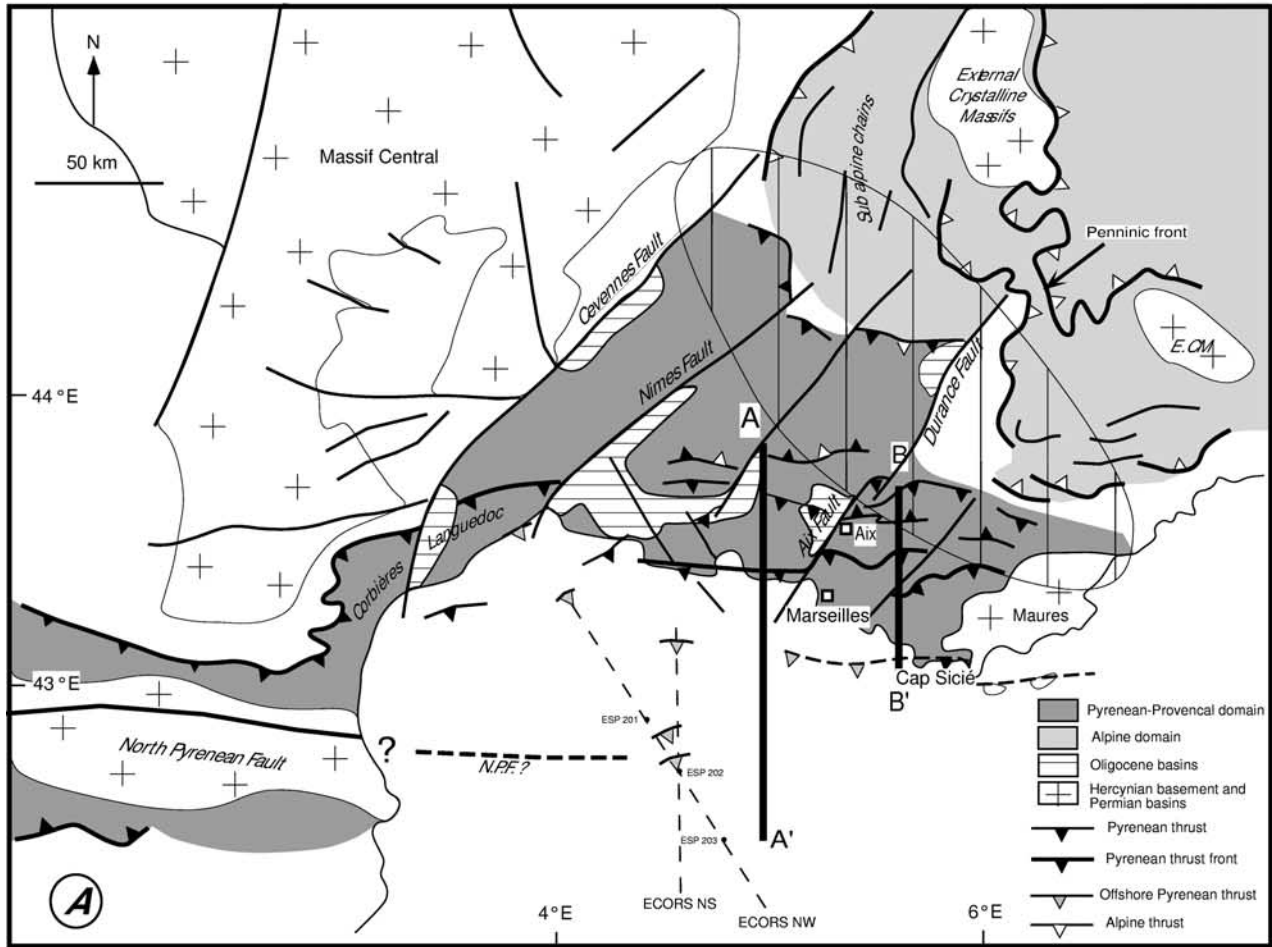 N
50 km
Massif Central
External
Crystalline
Massifs
Sub alpine chains
Penninic front
Cevennes Fault
E.CM
Nimes Fault
Durance Fault
44°E
A
B
Languedoc
Aix Fault
Aix
Corbières
Marseilles
Maures
43°E
Cap Sicié
B'
ESP 201
North Pyrenean Fault
?
N.P.F. ?
ESP 202
ESP 203
A'
Pyrenean-Provencal domain
Alpine domain
Oligocene basins
Hercynian basement and
Permian basins
Pyrenean thrust
Pyrenean thrust front
Offshore Pyrenean thrust
Alpine thrust
A
4°E
ECORS NS
ECORS NW
6°E